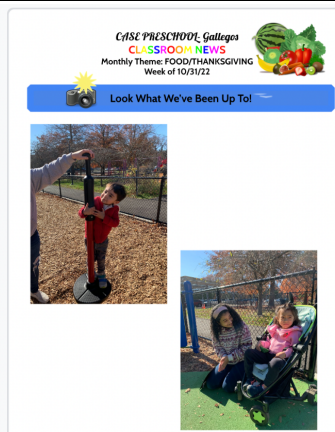 CASE PRESCHOOL- Gallegos
CLASSROOM NEWS
Monthly Theme: FOOD/THANKSGIVING
Week of 10/31/22
Look What We've Been Up To!